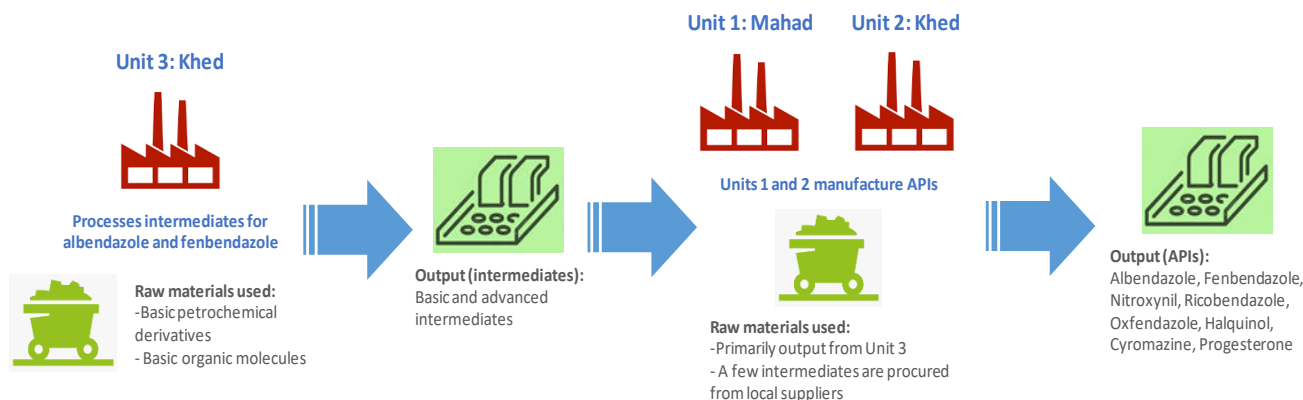 Unit 3: Khed
Processes intermediates for
albendazole and fenbendazole
Raw materials used:
-Basic petrochemical
derivatives
- Basic organic molecules
Output (intermediates):
Basic and advanced
intermediates
Unit 1: Mahad
Unit 2: Khed
Units 1 and 2 manufacture APIs
Raw materials used:
-Primarily output from Unit 3
- A few intermediates are procured
from local suppliers
Output (APIs):
Albendazole, Fenbendazole,
Nitroxynil, Ricobendazole,
Oxfendazole, Halquinol,
Cyromazine, Progesterone